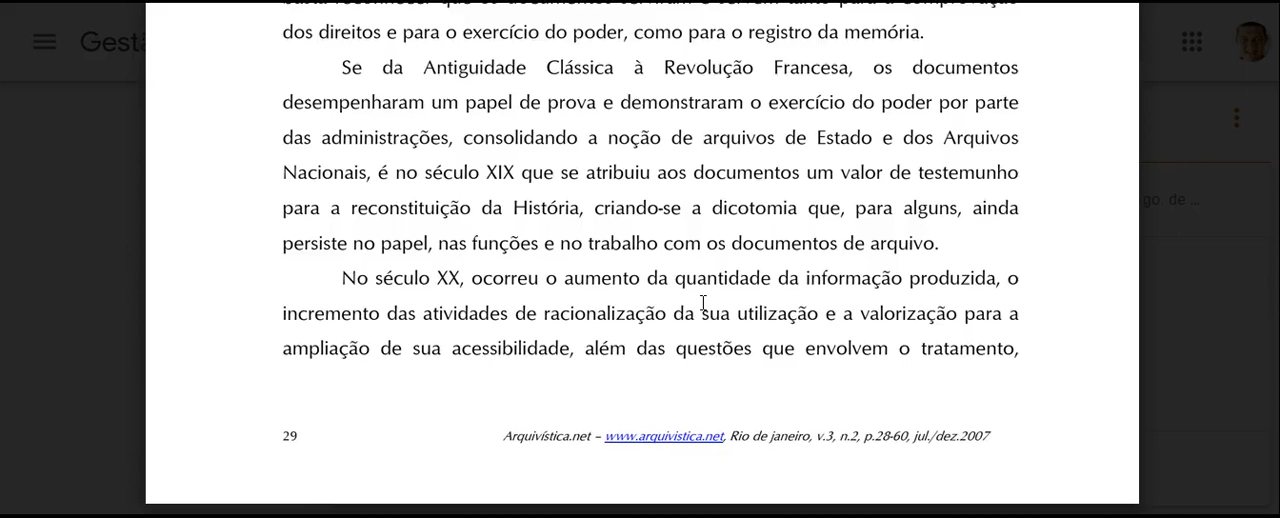 Gestã
dos direitos e para o exercício do poder, como para o registro da memória.
Se da Antiguidade Clássica à Revolução Francesa, os documentos
desempenharam um papel de prova e demonstraram o exercício do poder por parte
das administrações, consolidando a noção de arquivos de Estado e dos Arquivos
Nacionais, é no século XIX que se atribuiu aos documentos um valor de testemunho
para a reconstituição da História, criando-se a dicotomia que, para alguns, ainda
persiste no papel, nas funções e no trabalho com os documentos de arquivo.
No século XX, ocorreu o aumento da quantidade da informação produzida, o
incremento das atividades de racionalização da sua utilização e a valorização para a
ampliação de sua acessibilidade, além das questões que envolvem o tratamento,
29
Arquivística.net – www.arquivistica.net, Rio de janeiro, v.3, n.2, p.28-60, jul./dez.2007
go. de ...